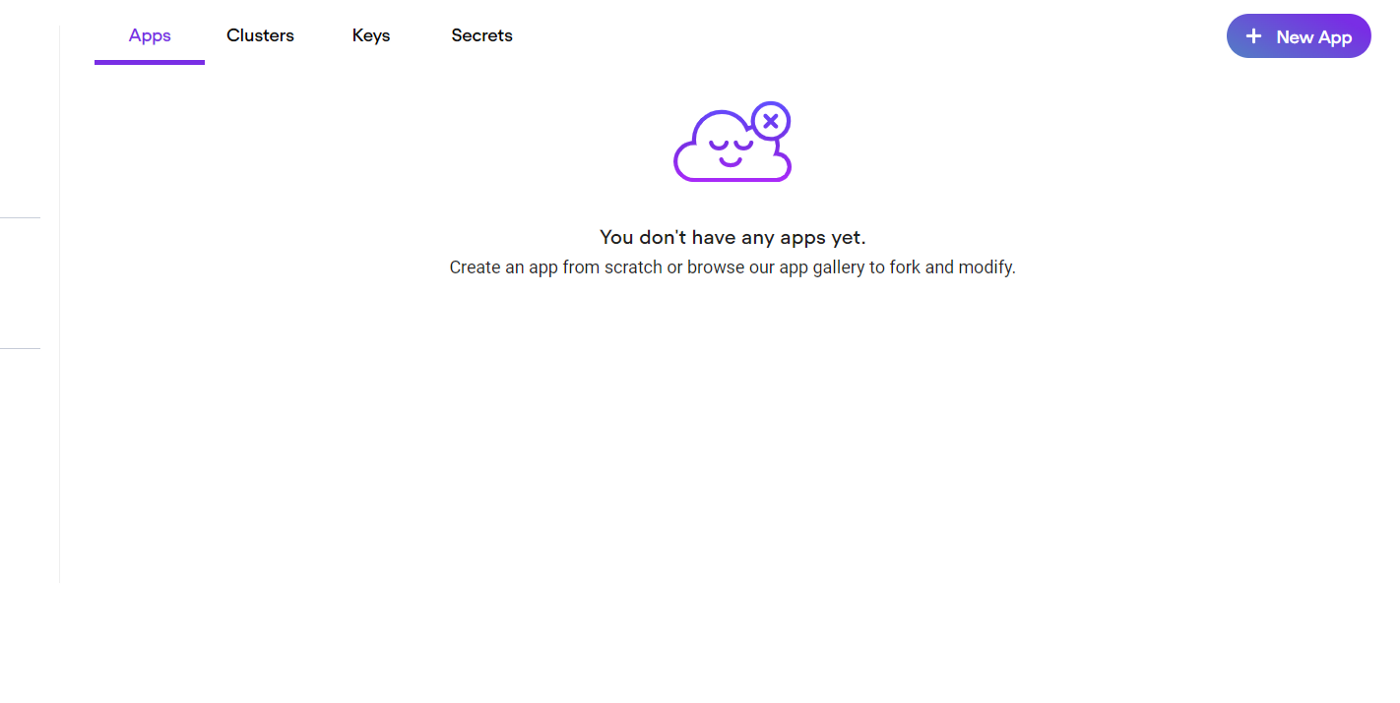 Apps Clusters Keys Secrets + New App
You don't have any apps yet.
Create an app from scratch or browse our app gallery to fork and modify.